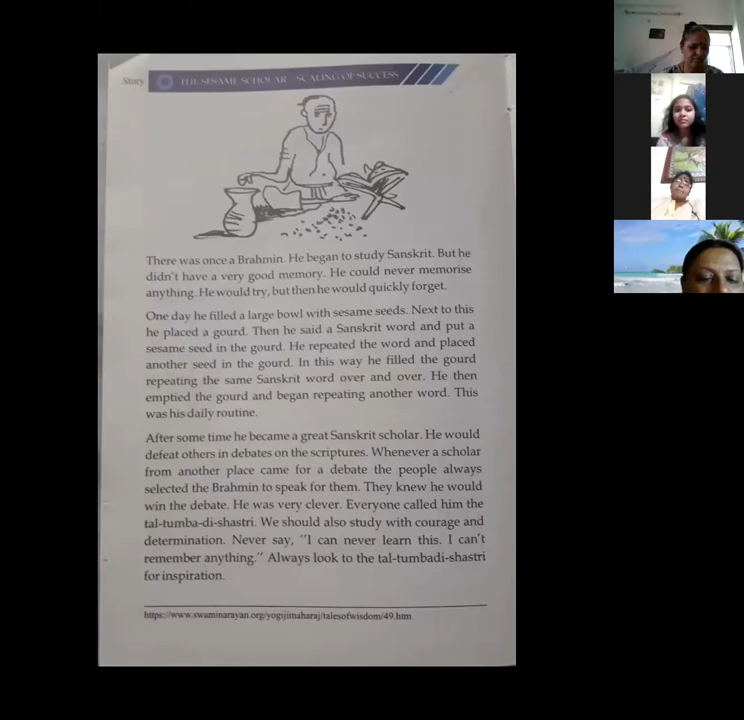 Story THE SESAME SCHOLAR - SCALING OF SUCCESS
There was once a Brahmin. He began to study Sanskrit. But he
didn't have a very good memory. He could never memorise
anything. He would try, but then he would quickly forget.
One day he filled a large bowl with sesame seeds. Next to this
he placed a gourd. Then he said a Sanskrit word and put a
sesame seed in the gourd. He repeated the word and placed
another seed in the gourd. In this way he filled the gourd
repeating the same Sanskrit word over and over. He then
emptied the gourd and began repeating another word. This
was his daily routine.
After some time he became a great Sanskrit scholar. He would
defeat others in debates on the scriptures. Whenever a scholar
from another place came for a debate the people always
selected the Brahmin to speak for them. They knew he would
win the debate. He was very clever. Everyone called him the
tal-tumba-di-shastri. We should also study with courage and
determination. Never say, "I can never learn this. I can't
remember anything." Always look to the tal-tumbadi-shastri
for inspiration.
https://www.swaminarayan.org/yogijimaharaj/talesofwisdom/49.htm